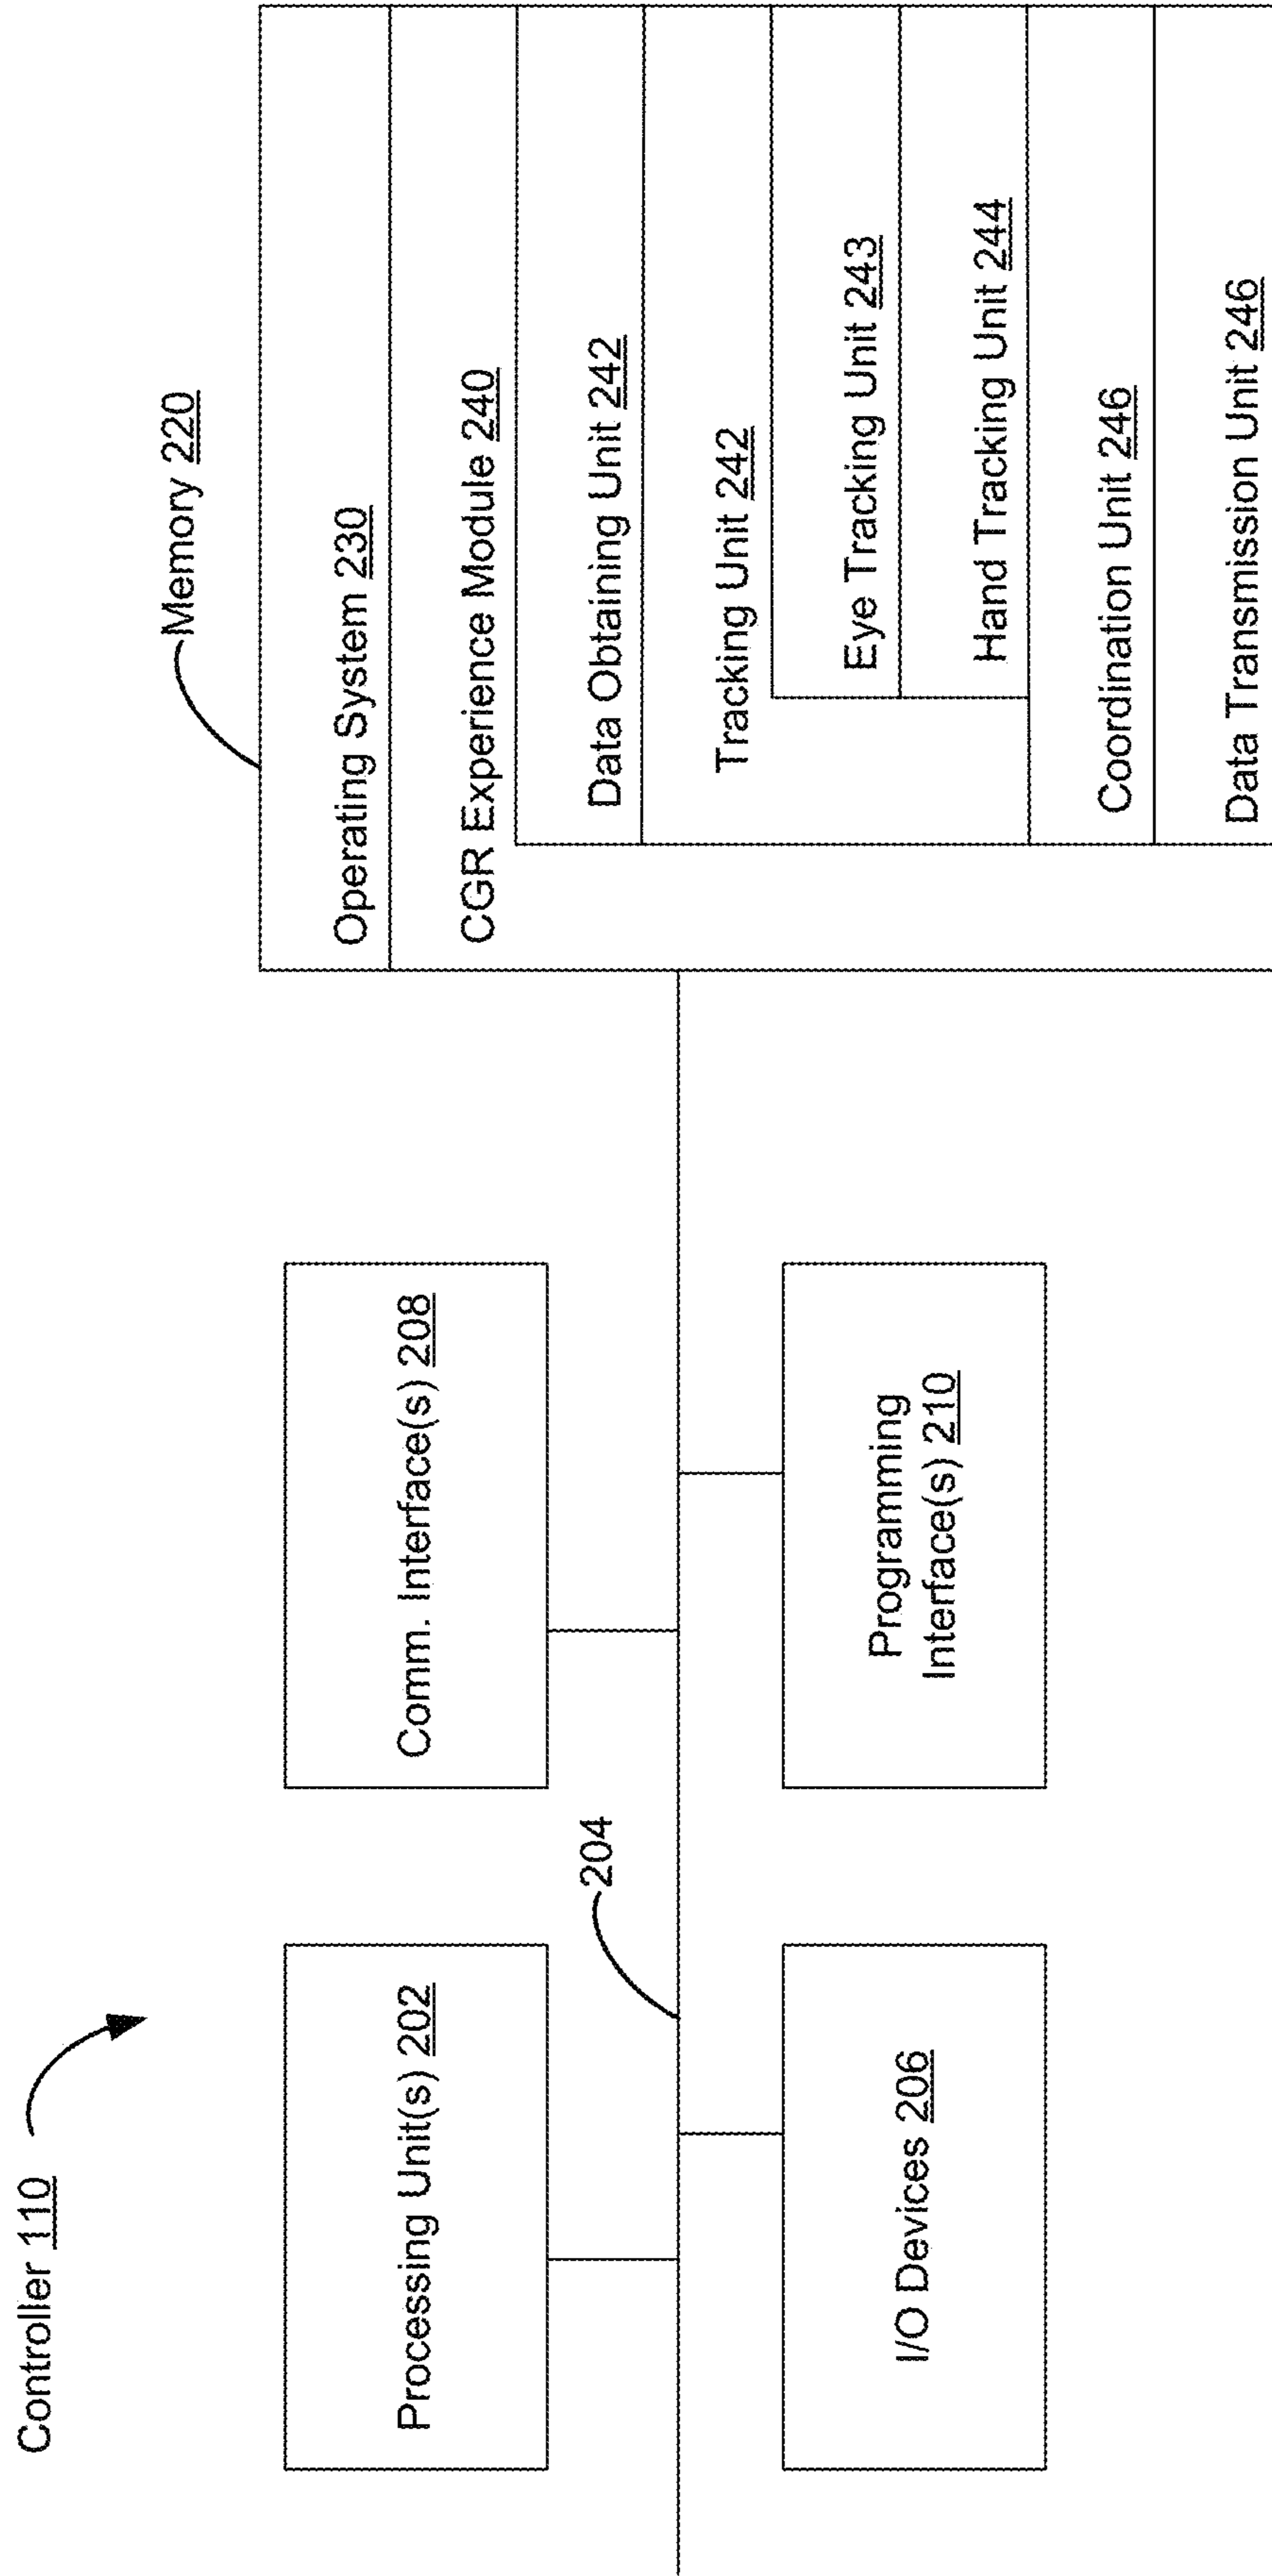 Controller 110
Memory 220
Processing Unit(s) 202
Comm. Interface(s) 208
204
I/O Devices 206
Programming
Interface(s) 210
Operating System 230
CGR Experience Module 240
Data Obtaining Unit 242
Tracking Unit 242
Eye Tracking Unit 243
Hand Tracking Unit 244
Coordination Unit 246
Data Transmission Unit 246